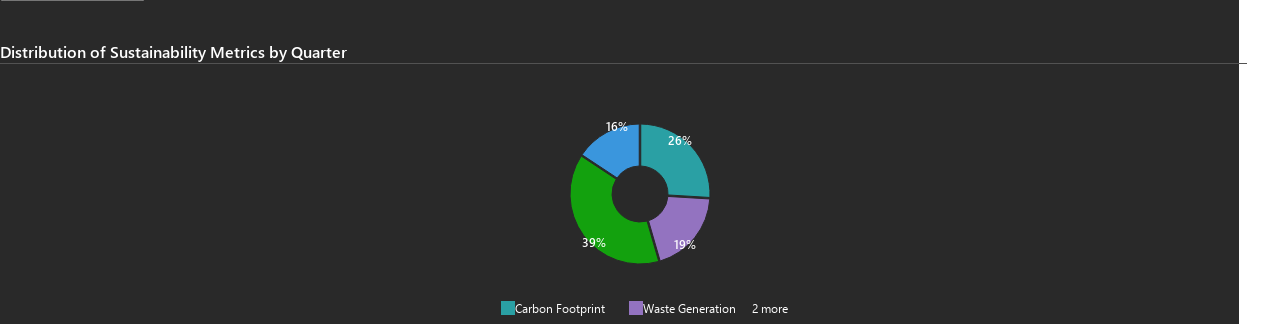 Distribution of Sustainability Metrics by Quarter
16%
26%
39%
19%
Carbon Footprint
Waste Generation
2 more